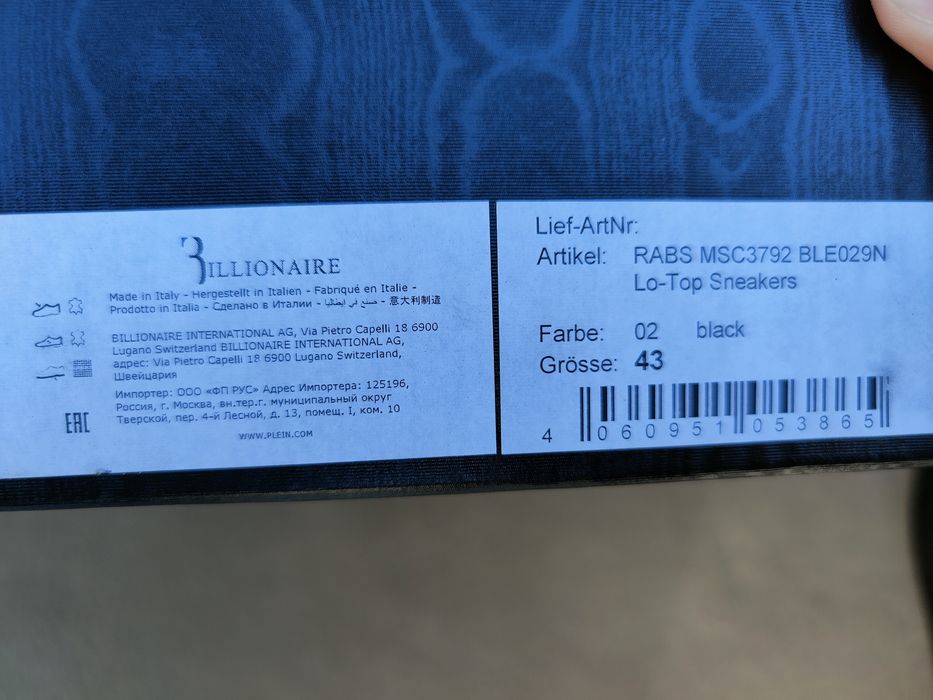 BILLIONAIRE
Made in Italy - Hergestellt in Italien - Fabriqué en Italie -
Prodotto in Italia - Сделано в Италии - صنع في ايطاليا - 意大利制造
BILLIONAIRE INTERNATIONAL AG, Via Pietro Capelli 18 6900
Lugano Switzerland BILLIONAIRE INTERNATIONAL AG,
адрес: Via Pietro Capelli 18 6900 Lugano Switzerland,
Швейцария
Импортер: ООО «ФП РУС» Адрес Импортера: 125196,
Россия, г. Москва, вн.тер.г. муниципальный округ
Тверской, пер. 4-й Лесной, д. 13, помещ. I, ком. 10
EAC
WWW.PLEIN.COM
Lief-ArtNr:
Artikel: RABS MSC3792 BLE029N
Lo-Top Sneakers
Farbe: 02 black
Grösse: 43
4 060951 053865